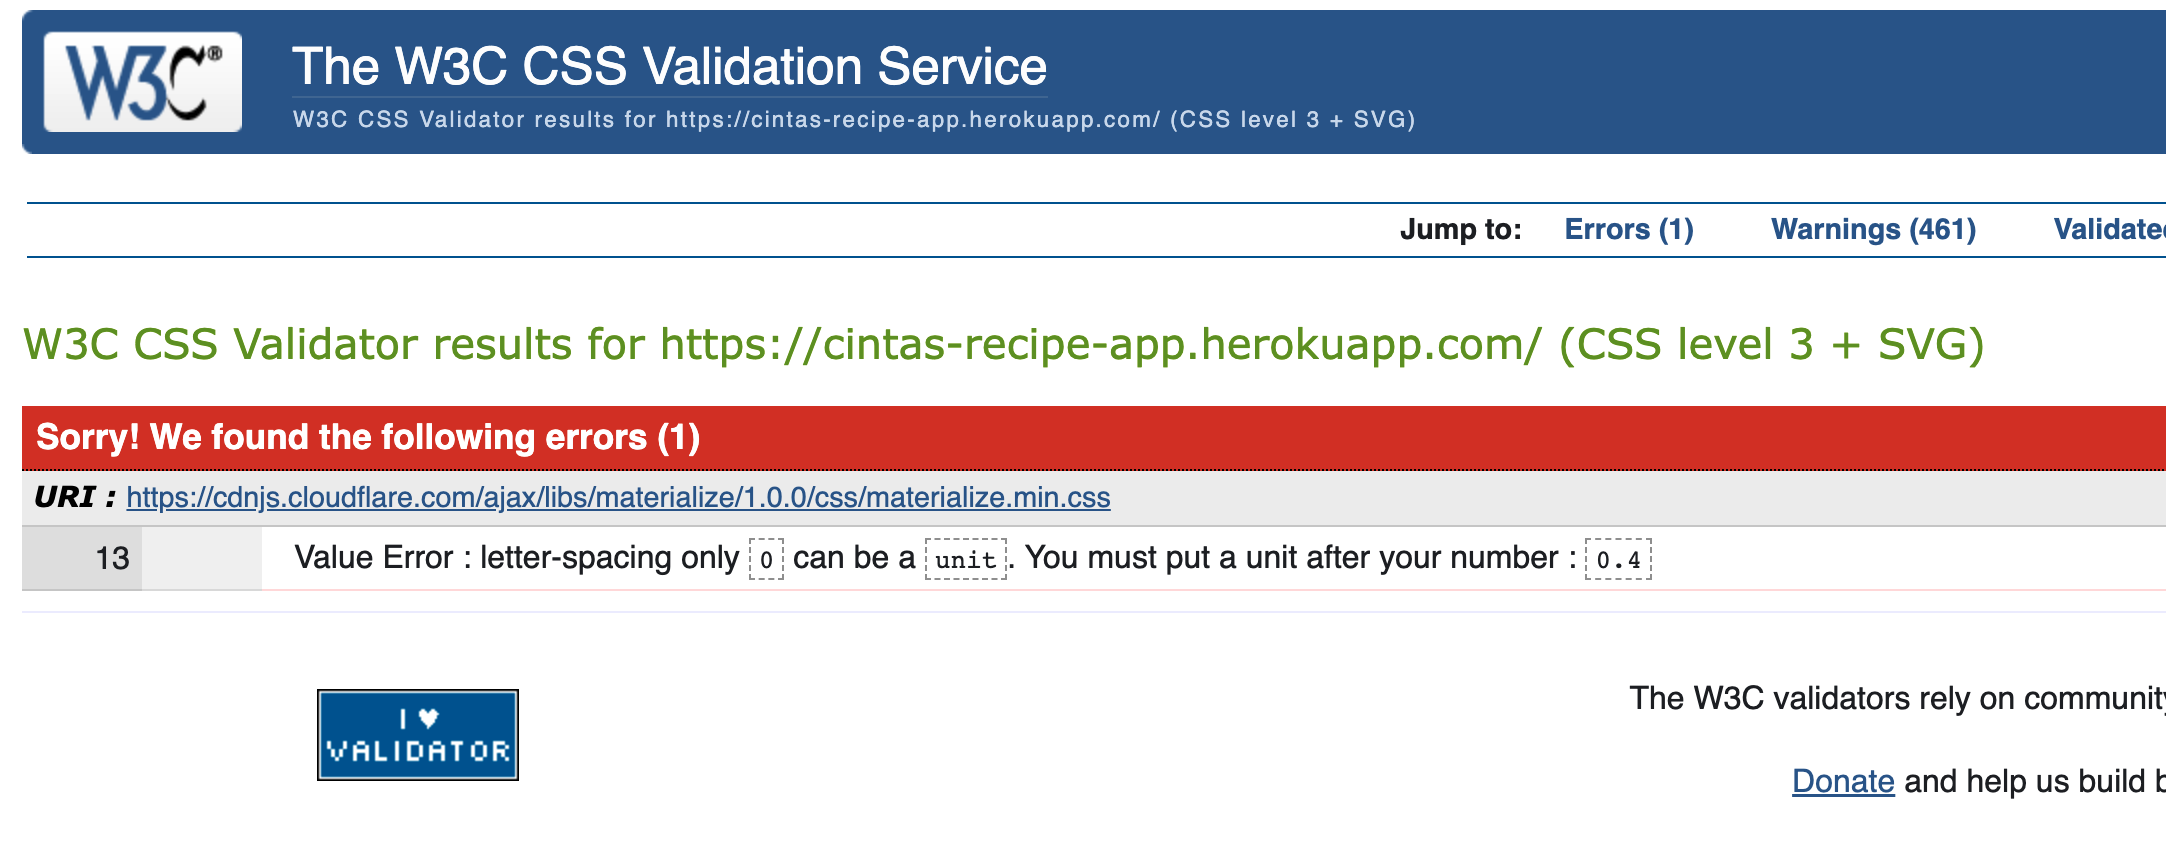 W3C®
The W3C CSS Validation Service
W3C CSS Validator results for https://cintas-recipe-app.herokuapp.com/ (CSS level 3 + SVG)
Jump to: Errors (1) Warnings (461) Validate
W3C CSS Validator results for https://cintas-recipe-app.herokuapp.com/ (CSS level 3 + SVG)
Sorry! We found the following errors (1)
URI : https://cdnjs.cloudflare.com/ajax/libs/materialize/1.0.0/css/materialize.min.css
13 Value Error : letter-spacing only 0 can be a unit. You must put a unit after your number : 0.4
I ♥
VALIDATOR
The W3C validators rely on community
Donate and help us build